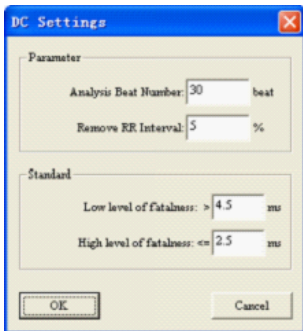 DC Settings
Parameter
Analysis Beat Number: 30 beat
Remove RR Interval: 5 %
Standard
Low level of fatalness: > 4.5 ms
High level of fatalness: <= 2.5 ms
OK Cancel